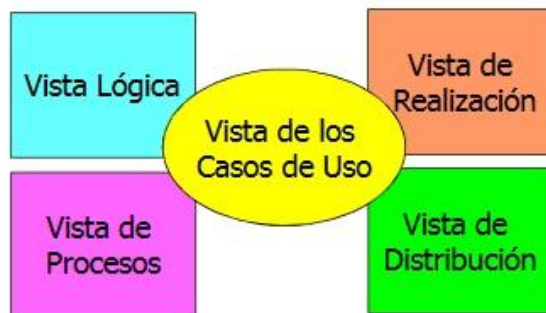 Vista Lógica
Vista de
Realización
Vista de los
Casos de Uso
Vista de
Procesos
Vista de
Distribución